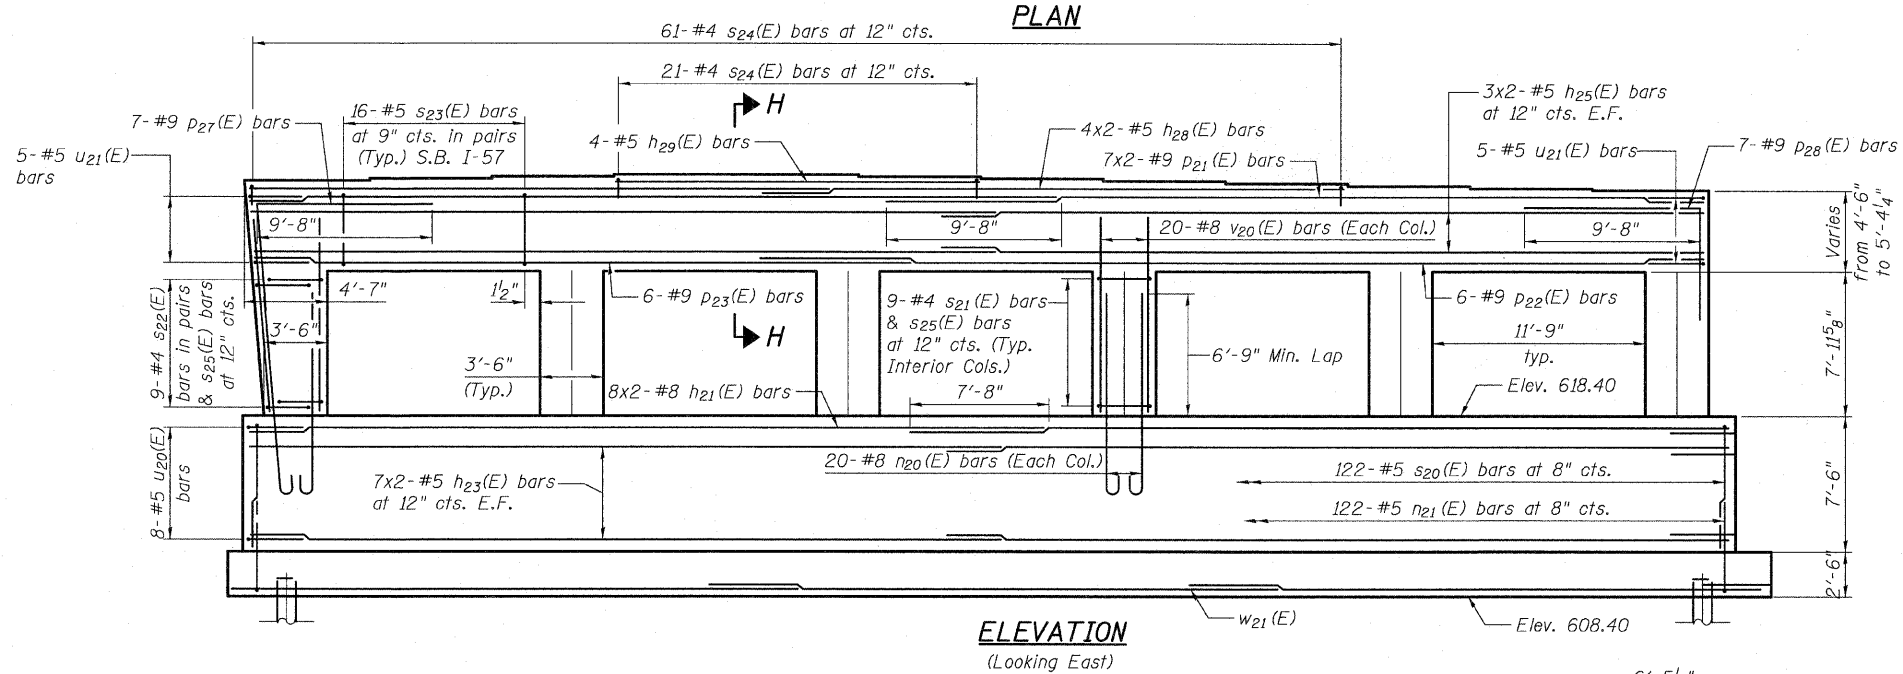 PLAN
61-#4 s24(E) bars at 12" cts.
21-#4 s24(E) bars at 12" cts.
H
3x2-#5 h25(E) bars
at 12" cts. E.F.
16-#5 s23(E) bars
at 9" cts. in pairs
(Typ.) S.B. I-57
7-#9 p27(E) bars
4-#5 h29(E) bars
4x2-#5 h28(E) bars
7x2-#9 p21(E) bars
5-#5 u21(E) bars
7-#9 p28(E) bars
5-#5 u21(E)
bars
9'-8"
9'-8"
20-#8 v20(E) bars (Each Col.)
9'-8"
Varies
from 4'-6"
to 5'-4¼"
4'-7"
1½"
6-#9 p23(E) bars
9-#4 s21(E) bars
& s25(E) bars
at 12" cts. (Typ.
Interior Cols.)
6-#9 p22(E) bars
9-#4 s22(E)
bars in pairs
& s25(E) bars
at 12" cts.
3'-6"
H
11'-9"
typ.
7'-11⅝"
3'-6"
(Typ.)
6'-9" Min. Lap
8x2-#8 h21(E) bars
7'-8"
Elev. 618.40
8-#5 u20(E)
bars
20-#8 n20(E) bars (Each Col.)
7x2-#5 h23(E) bars
at 12" cts. E.F.
122-#5 s20(E) bars at 8" cts.
122-#5 n21(E) bars at 8" cts.
7'-6"
2'-6"
w21(E)
Elev. 608.40
ELEVATION
(Looking East)